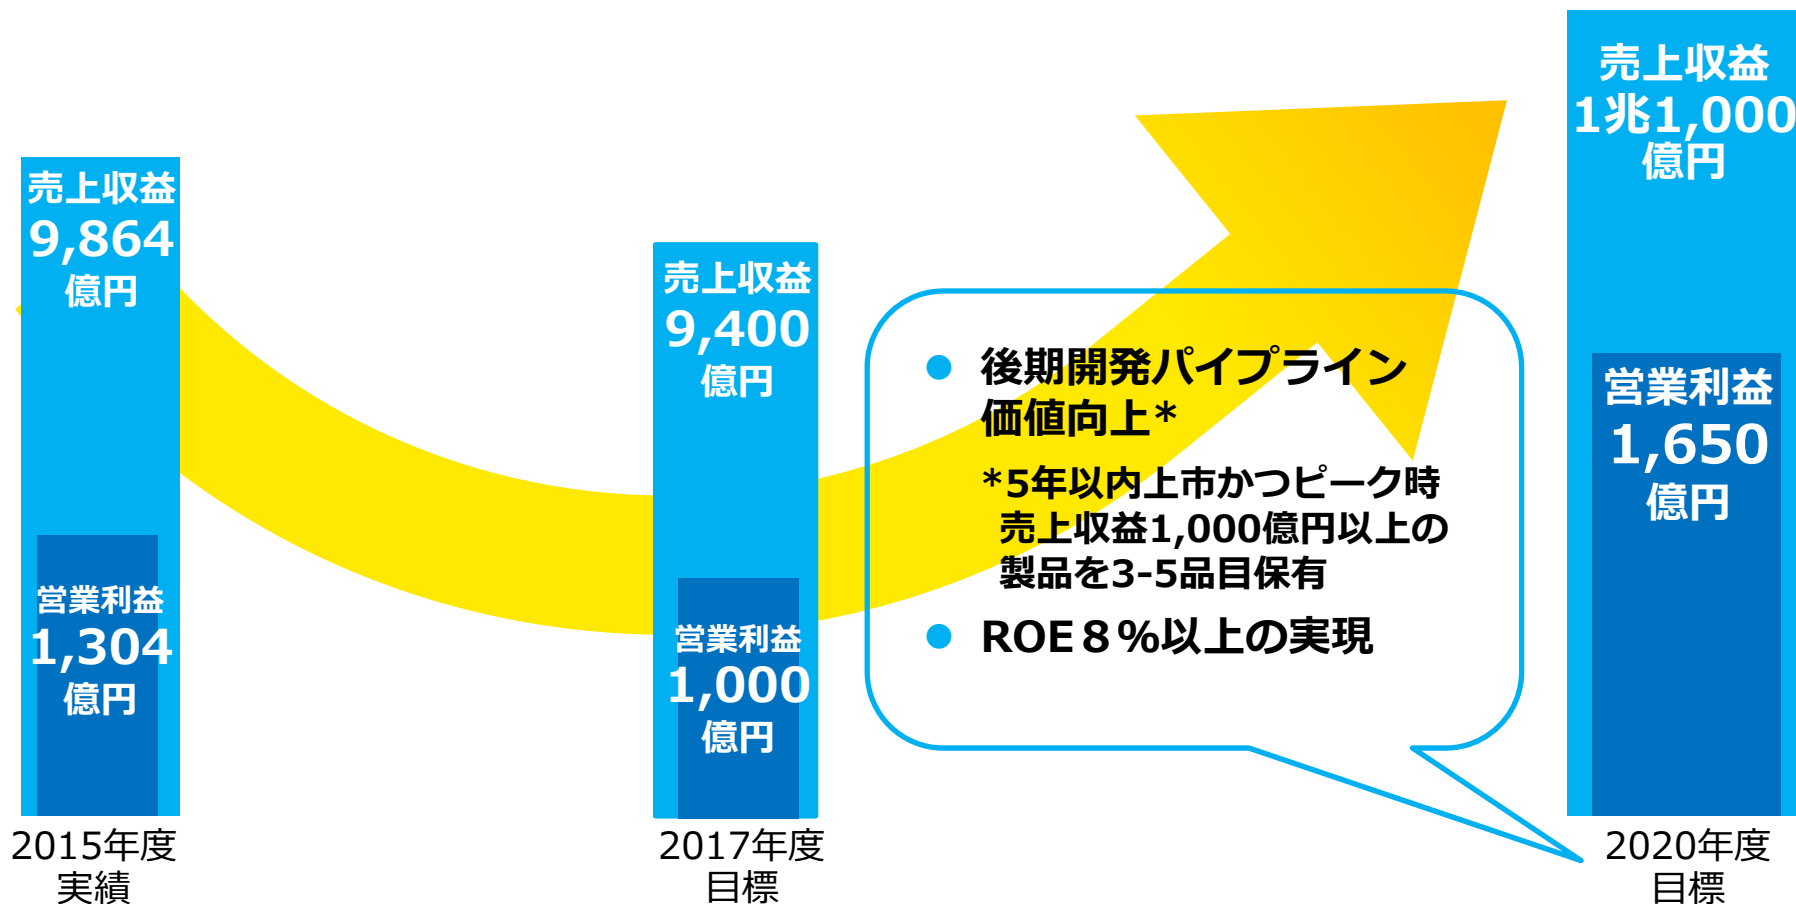 売上収益
9,864
億円
営業利益
1,304
億円
2015年度
実績
売上収益
9,400
億円
営業利益
1,000
億円
2017年度
目標
● 後期開発パイプライン
価値向上*
*5年以内上市かつピーク時
売上収益1,000億円以上の
製品を3-5品目保有
● ROE８%以上の実現
売上収益
1兆1,000
億円
営業利益
1,650
億円
2020年度
目標